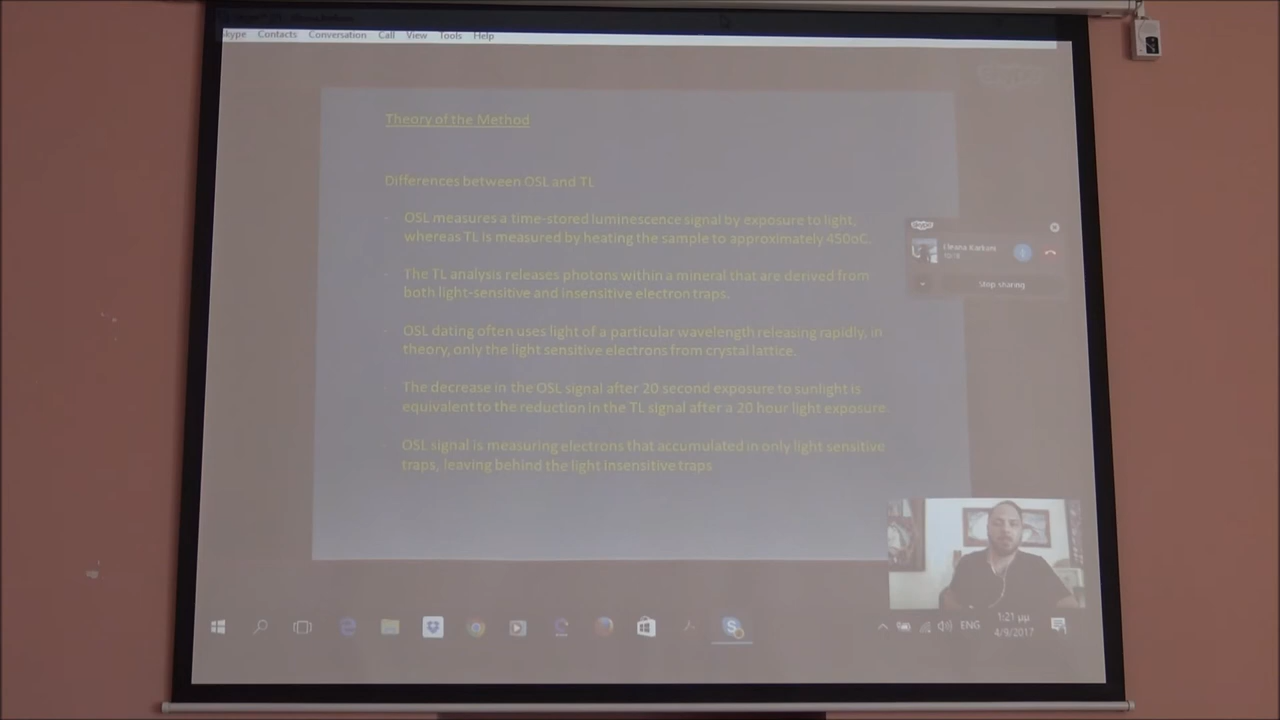 Skype Contacts Conversation Call View Tools Help
Theory of the Method
Differences between OSL and TL
- OSL measures a time-stored luminescence signal by exposure to light,
whereas TL is measured by heating the sample to approximately 450oC.
- The TL analysis releases photons within a mineral that are derived from
both light-sensitive and insensitive electron traps.
- OSL dating often uses light of a particular wavelength releasing rapidly, in
theory, only the light sensitive electrons from crystal lattice.
- The decrease in the OSL signal after 20 second exposure to sunlight is
equivalent to the reduction in the TL signal after a 20 hour light exposure.
OSL signal is measuring electrons that accumulated in only light sensitive
traps, leaving behind the light insensitive traps
Stop sharing
ENG
1:21 μμ
4/9/2017